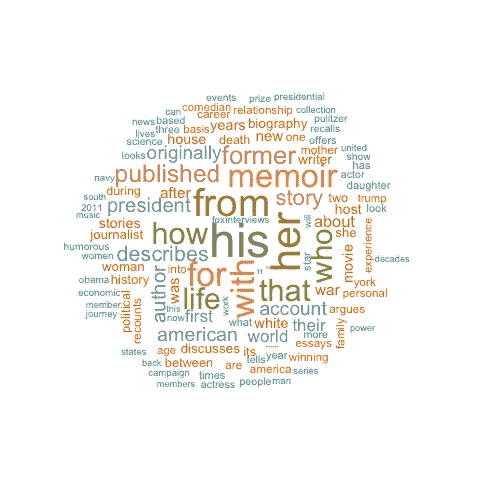 events prize presidential
can comedian relationship collection
news based career pulitzer
three basis years biography recalls
lives science house death new one offers
looks originally former mother writer united show
navy during published memoir has actor daughter
after from story two trump
south 2011 president foxinterviews host look
music stories how his her will about
journalist who she experience
humorous describes star movie decades
women woman into for with ,, that war york
obama history was life personal
economic author this work account
member political now first what white their argues
journey recounts american world more family power
...... essays
states age discusses its tells year winning
back between are america series
campaign times people man
members actress